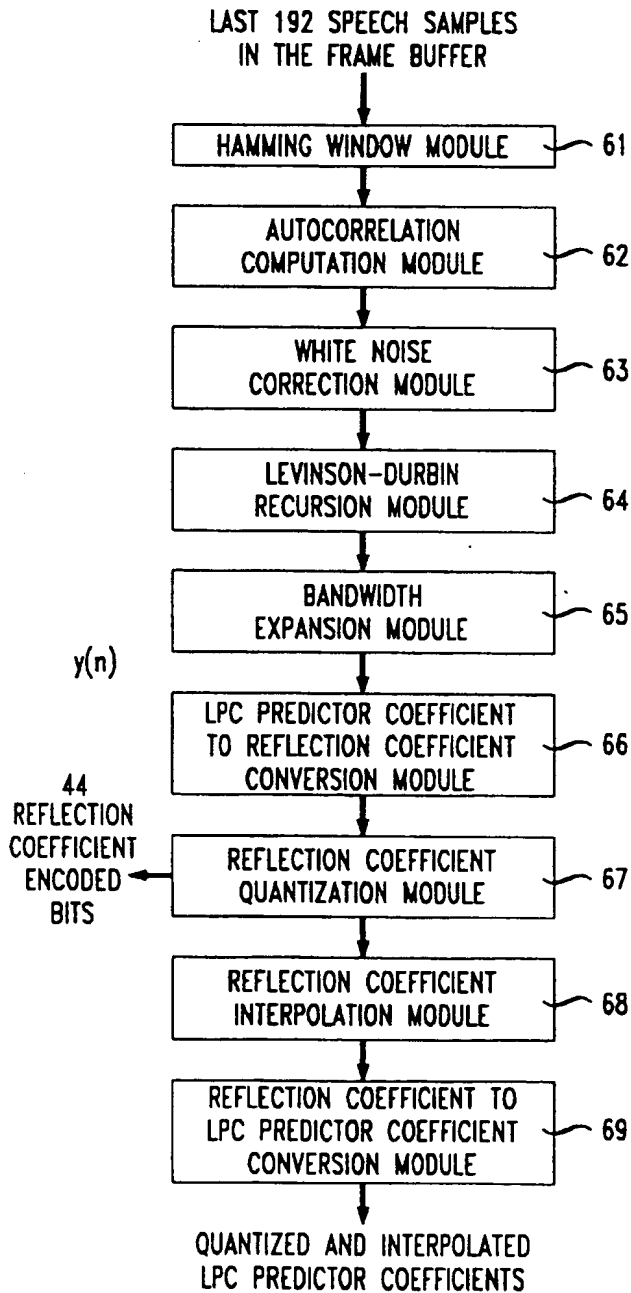 LAST 192 SPEECH SAMPLES
IN THE FRAME BUFFER
HAMMING WINDOW MODULE
61
AUTOCORRELATION
COMPUTATION MODULE
62
WHITE NOISE
CORRECTION MODULE
63
LEVINSON-DURBIN
RECURSION MODULE
64
BANDWIDTH
EXPANSION MODULE
65
y(n)
LPC PREDICTOR COEFFICIENT
TO REFLECTION COEFFICIENT
CONVERSION MODULE
66
44
REFLECTION
COEFFICIENT
ENCODED
BITS
REFLECTION COEFFICIENT
QUANTIZATION MODULE
67
REFLECTION COEFFICIENT
INTERPOLATION MODULE
68
REFLECTION COEFFICIENT TO
LPC PREDICTOR COEFFICIENT
CONVERSION MODULE
69
QUANTIZED AND INTERPOLATED
LPC PREDICTOR COEFFICIENTS